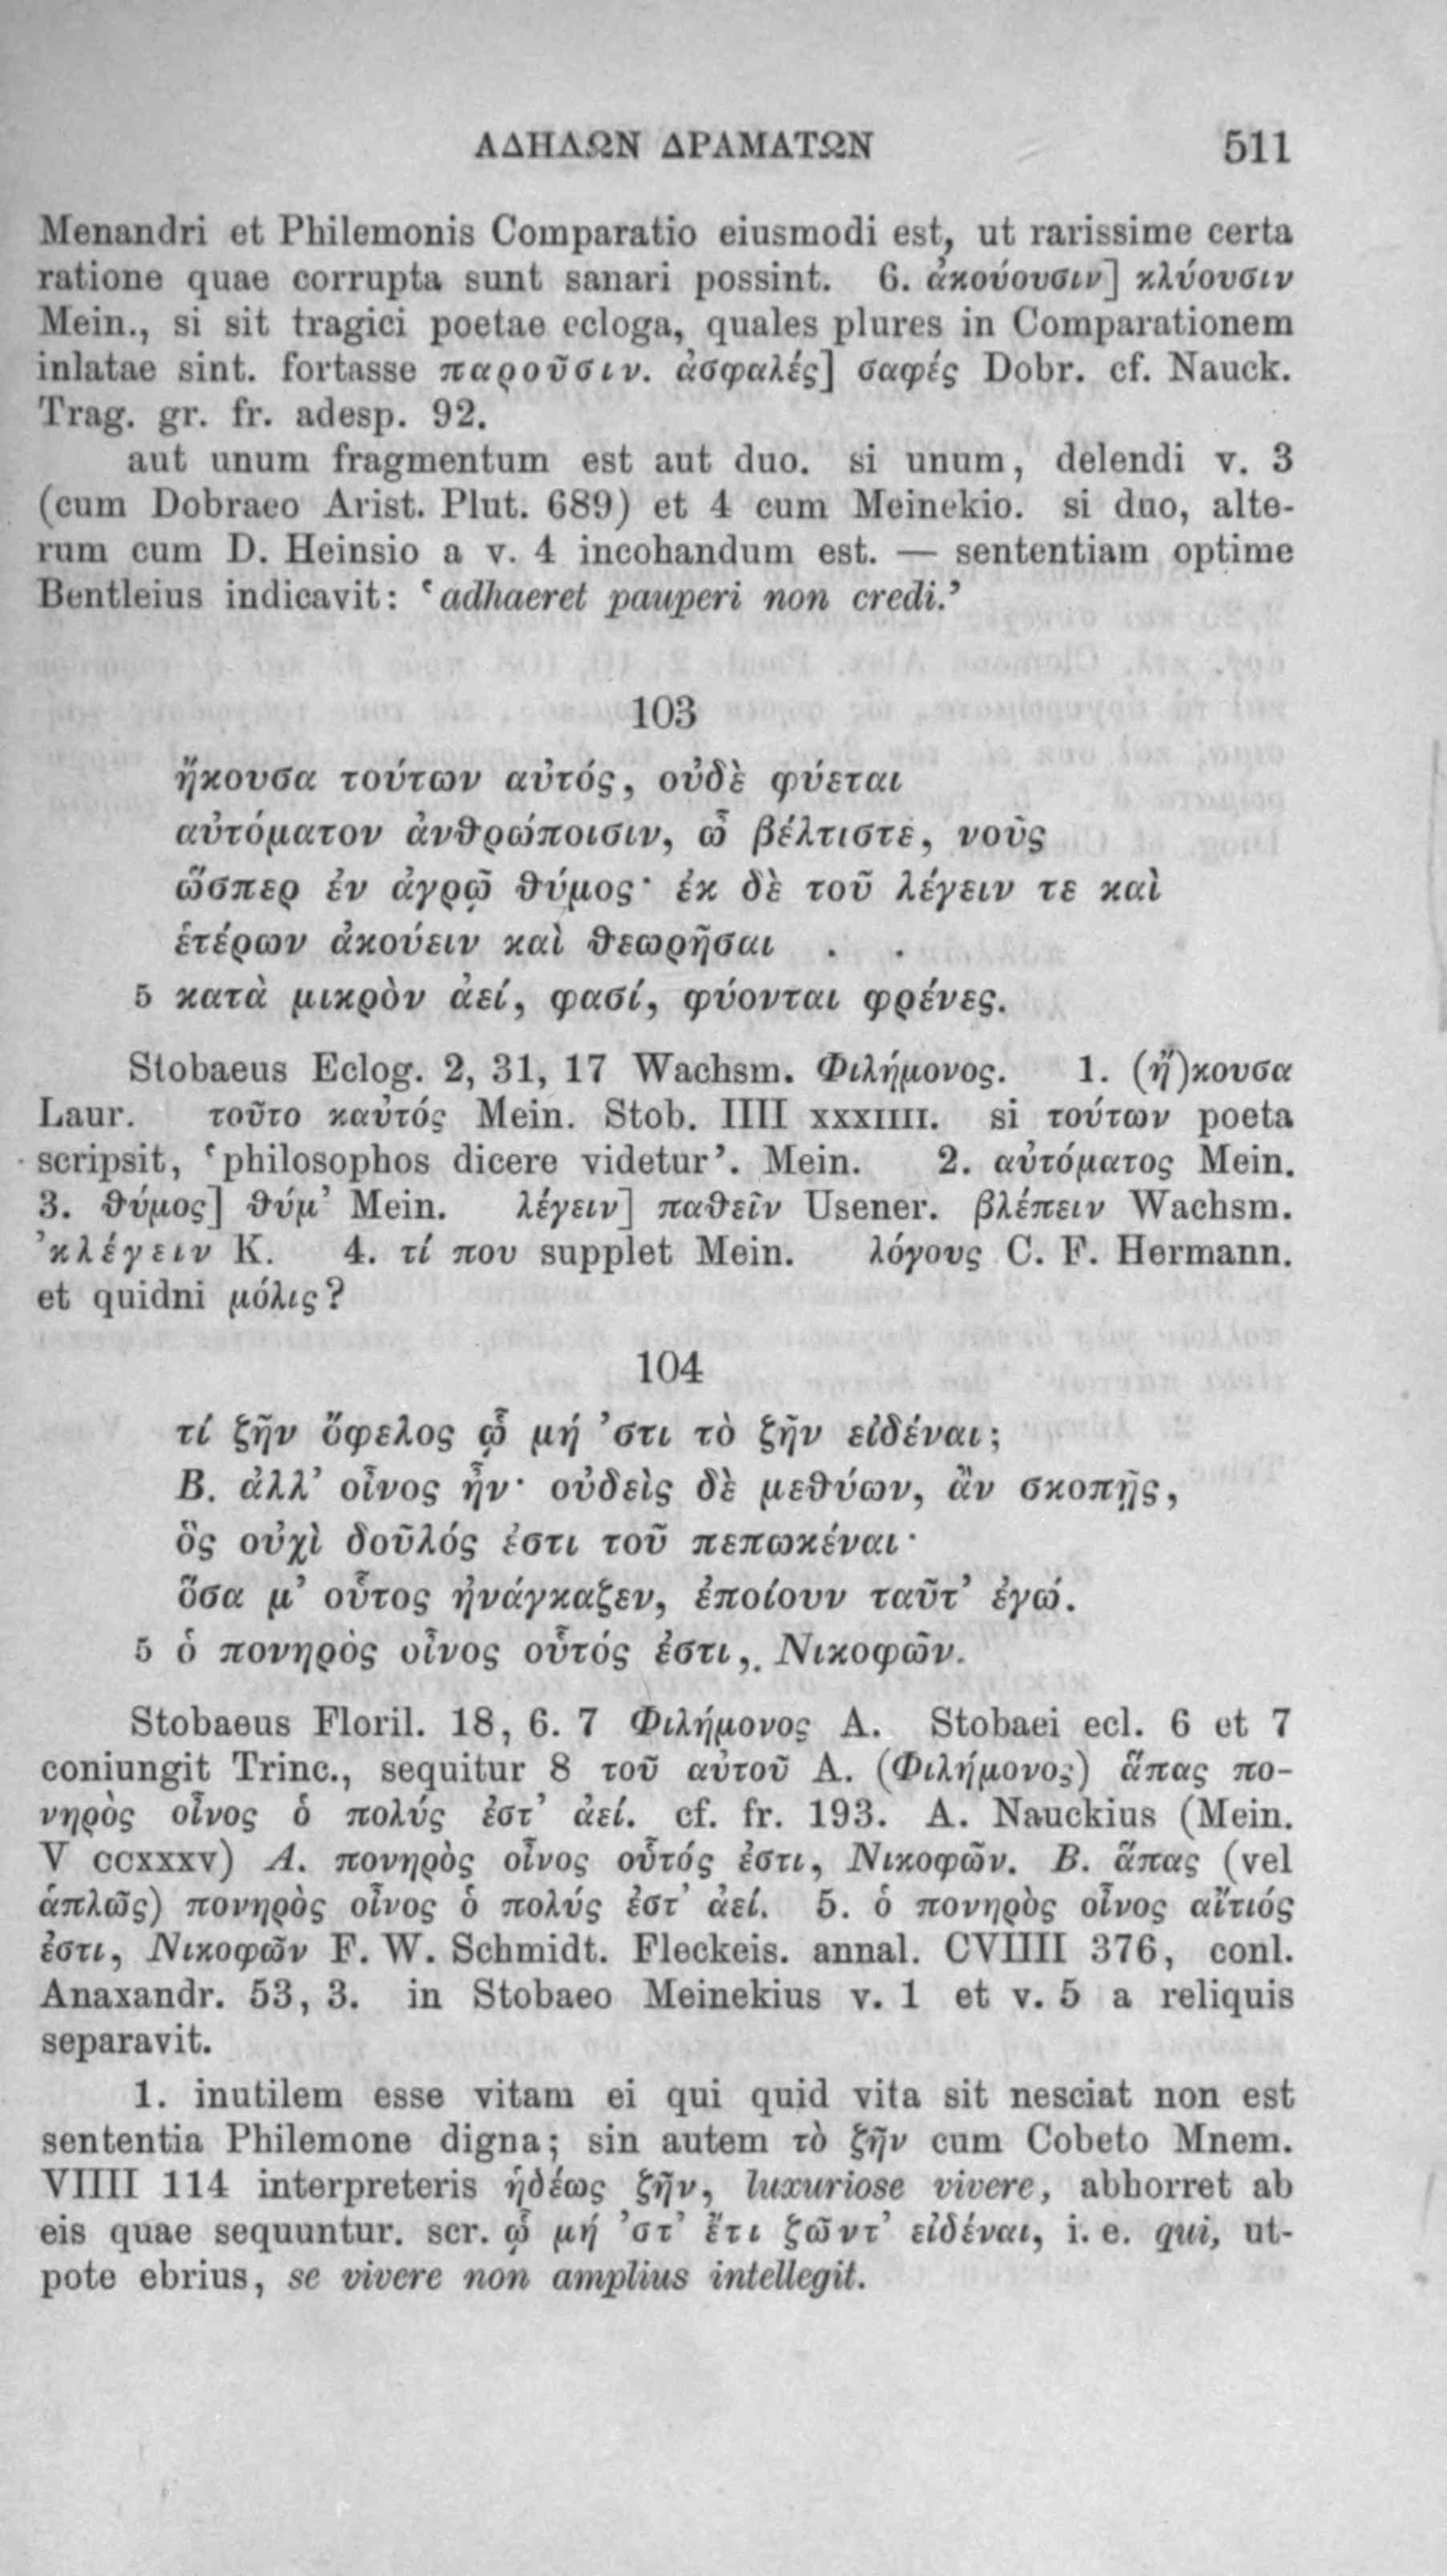 ΑΔΗΛΩΝ ΔΡΑΜΑΤΩΝ 511
Menandri et Philemonis Comparatio eiusmodi est, ut rarissime certa
ratione quae corrupta sunt sanari possint. 6. ἀκούουσιν] κλύουσιν
Mein., si sit tragici poetae ecloga, quales plures in Comparationem
inlatae sint. fortasse παροῦσιν. ἀσφαλές] σαφές Dobr. cf. Nauck.
Trag. gr. fr. adesp. 92.
aut unum fragmentum est aut duo. si unum, delendi v. 3
(cum Dobraeo Arist. Plut. 689) et 4 cum Meinekio. si duo, alte-
rum cum D. Heinsio a v. 4 incohandum est. — sententiam optime
Bentleius indicavit: ‘adhaeret pauperi non credi.’
103
ἤκουσα τούτων αὐτός, οὐδὲ φύεται
αὐτόματον ἀνθρώποισιν, ὦ βέλτιστε, νοῦς
ὥσπερ ἐν ἀγρῷ θύμος· ἐκ δὲ τοῦ λέγειν τε καὶ
ἑτέρων ἀκούειν καὶ θεωρῆσαι . .
5 κατὰ μικρὸν ἀεί, φασί, φύονται φρένες.
Stobaeus Eclog. 2, 31, 17 Wachsm. Φιλήμονος. 1. (ἤ)κουσα
Laur. τοῦτο καὐτός Mein. Stob. IIII XXXIIII. si τούτων poeta
scripsit, ‘philosophos dicere videtur’. Mein. 2. αὐτόματος Mein.
3. θύμος] θύμ’ Mein. λέγειν] παθεῖν Usener. βλέπειν Wachsm.
’κλέγειν K. 4. τί που supplet Mein. λόγους C. F. Hermann.
et quidni μόλις?
104
τί ζῆν ὄφελος ᾧ μή ’στι τὸ ζῆν εἰδέναι;
B. ἀλλ’ οἶνος ἦν· οὐδεὶς δὲ μεθύων, ἂν σκοπῇς,
ὃς οὐχὶ δοῦλός ἐστι τοῦ πεπωκέναι·
ὅσα μ’ οὗτος ἠνάγκαζεν, ἐποίουν ταῦτ’ ἐγώ.
5 ὁ πονηρὸς οἶνος οὗτός ἐστι, Νικοφῶν.
Stobaeus Floril. 18, 6. 7 Φιλήμονος A. Stobaei ecl. 6 et 7
coniungit Trinc., sequitur 8 τοῦ αὐτοῦ A. (Φιλήμονος) ἅπας πο-
νηρὸς οἶνος ὁ πολύς ἐστ’ ἀεί. cf. fr. 193. A. Nauckius (Mein.
V CCXXXV) A. πονηρὸς οἶνος οὗτός ἐστι, Νικοφῶν. B. ἅπας (vel
ἁπλῶς) πονηρὸς οἶνος ὁ πολύς ἐστ’ ἀεί. 5. ὁ πονηρὸς οἶνος αἴτιός
ἐστι, Νικοφῶν F. W. Schmidt. Fleckeis. annal. CVIIII 376, conl.
Anaxandr. 53, 3. in Stobaeo Meinekius v. 1 et v. 5 a reliquis
separavit.
1. inutilem esse vitam ei qui quid vita sit nesciat non est
sententia Philemone digna; sin autem τὸ ζῆν cum Cobeto Mnem.
VIIII 114 interpreteris ἡδέως ζῆν, luxuriose vivere, abhorret ab
eis quae sequuntur. scr. ᾧ μή ’στ’ ἔτι ζῶντ’ εἰδέναι, i. e. qui, ut-
pote ebrius, se vivere non amplius intellegit.